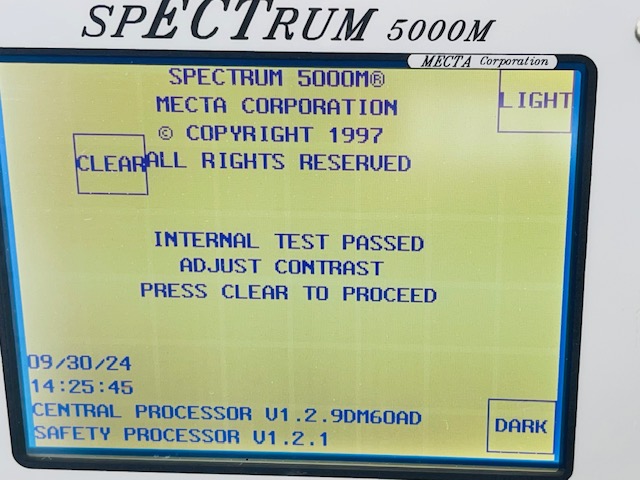 SPECTRUM 5000M
MECTA Corporation
SPECTRUM 5000M®
MECTA CORPORATION
LIGHT
© COPYRIGHT 1997
CLEAR
ALL RIGHTS RESERVED
INTERNAL TEST PASSED
ADJUST CONTRAST
PRESS CLEAR TO PROCEED
09/30/24
14:25:45
CENTRAL PROCESSOR V1.2.9DM60AD
SAFETY PROCESSOR V1.2.1
DARK